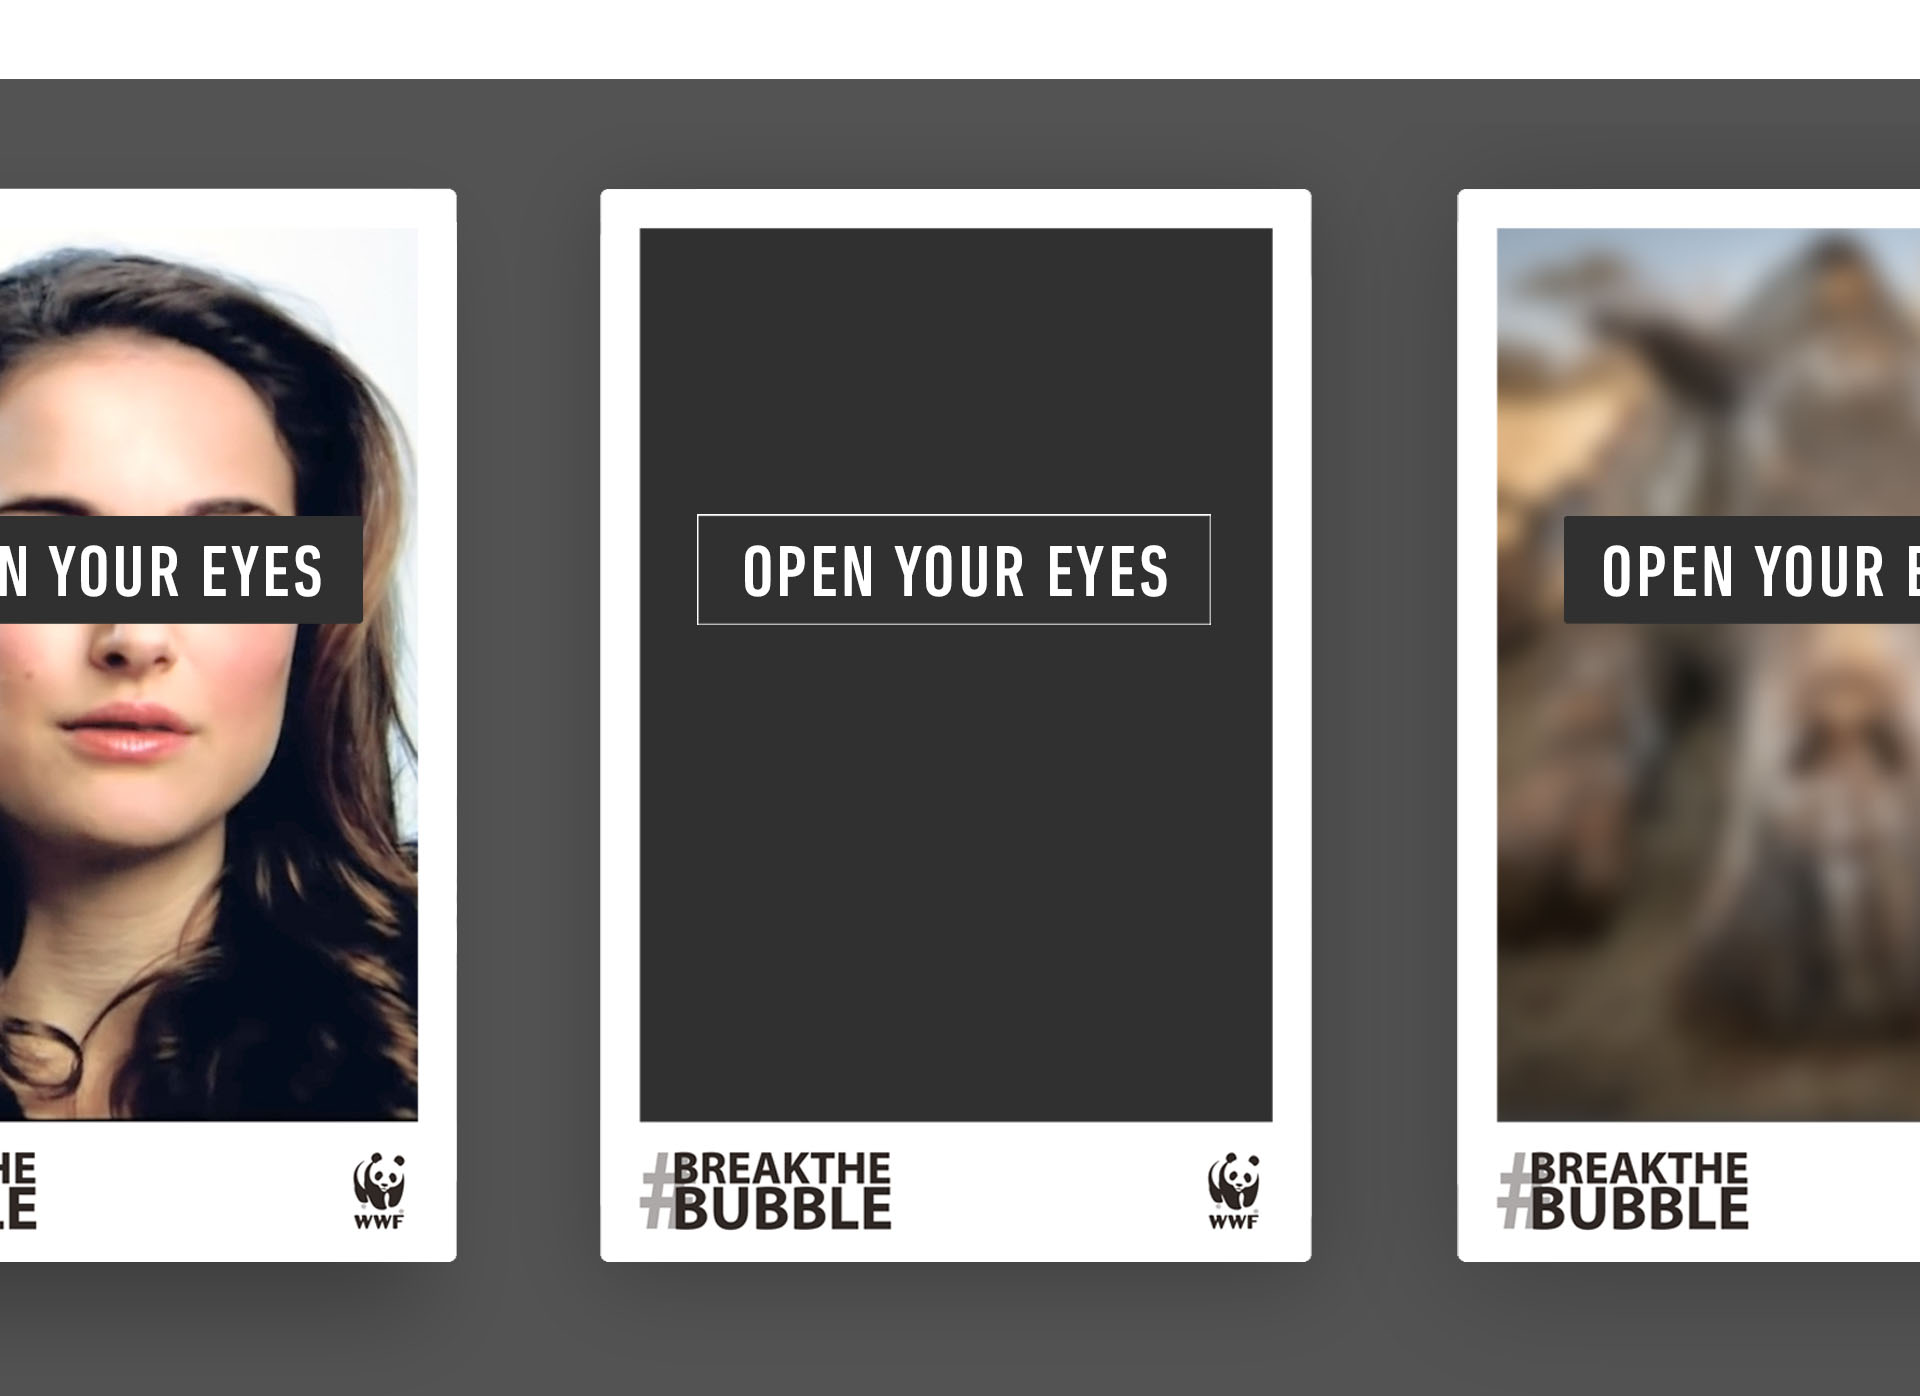 N YOUR EYES
HE
LE
WWF
OPEN YOUR EYES
#BREAKTHE
BUBBLE
WWF
OPEN YOUR E
#BREAKTHE
BUBBLE